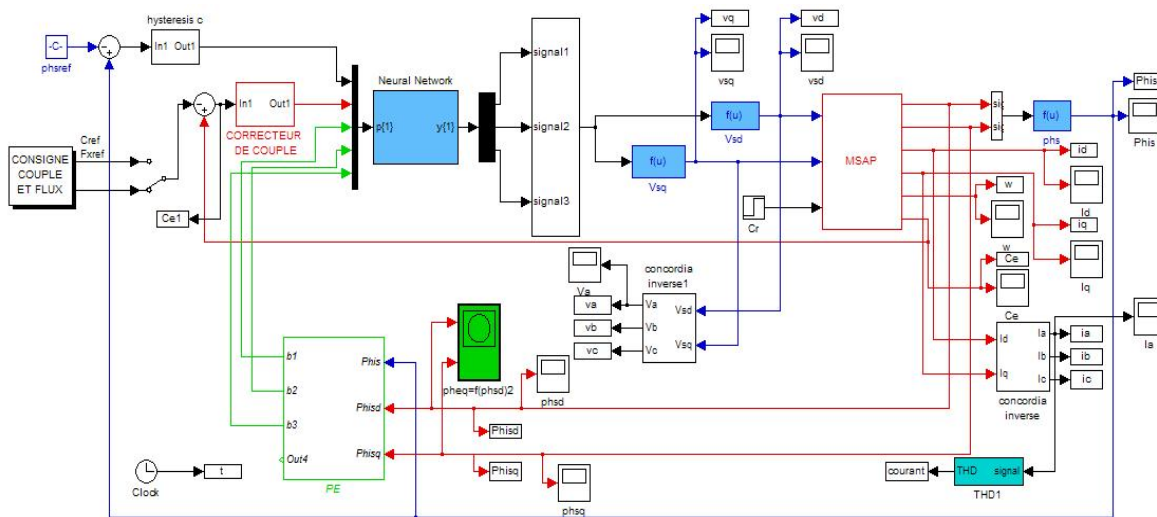 hysteresis c
-C-
phsref
In1 Out1
vq
vsq
vd
vsd
Neural Network
p{1} y{1}
signal1
signal2
signal3
f(u)
Vsd
f(u)
Vsq
MSAP
f(u)
phs
Phis
Phis
In1 Out1
CORRECTEUR
DE COUPLE
CONSIGNE
COUPLE
ET FLUX
Cref
Fxref
Ce1
Cr
id
Id
iq
Iq
w
w
Ce
Ce
Va
va
vb
vc
concordia
inverse1
Va
Vb
Vc
Vsd
Vsq
Id
Iq
Ia
Ib
Ic
concordia
inverse
ia
ib
ic
Ia
b1
b2
b3
Out4
Phis
Phisd
Phisq
PE
pheq=f(phsd)2
phsd
Phisd
Phisq
phsq
Clock
t
courant
THD signal
THD1